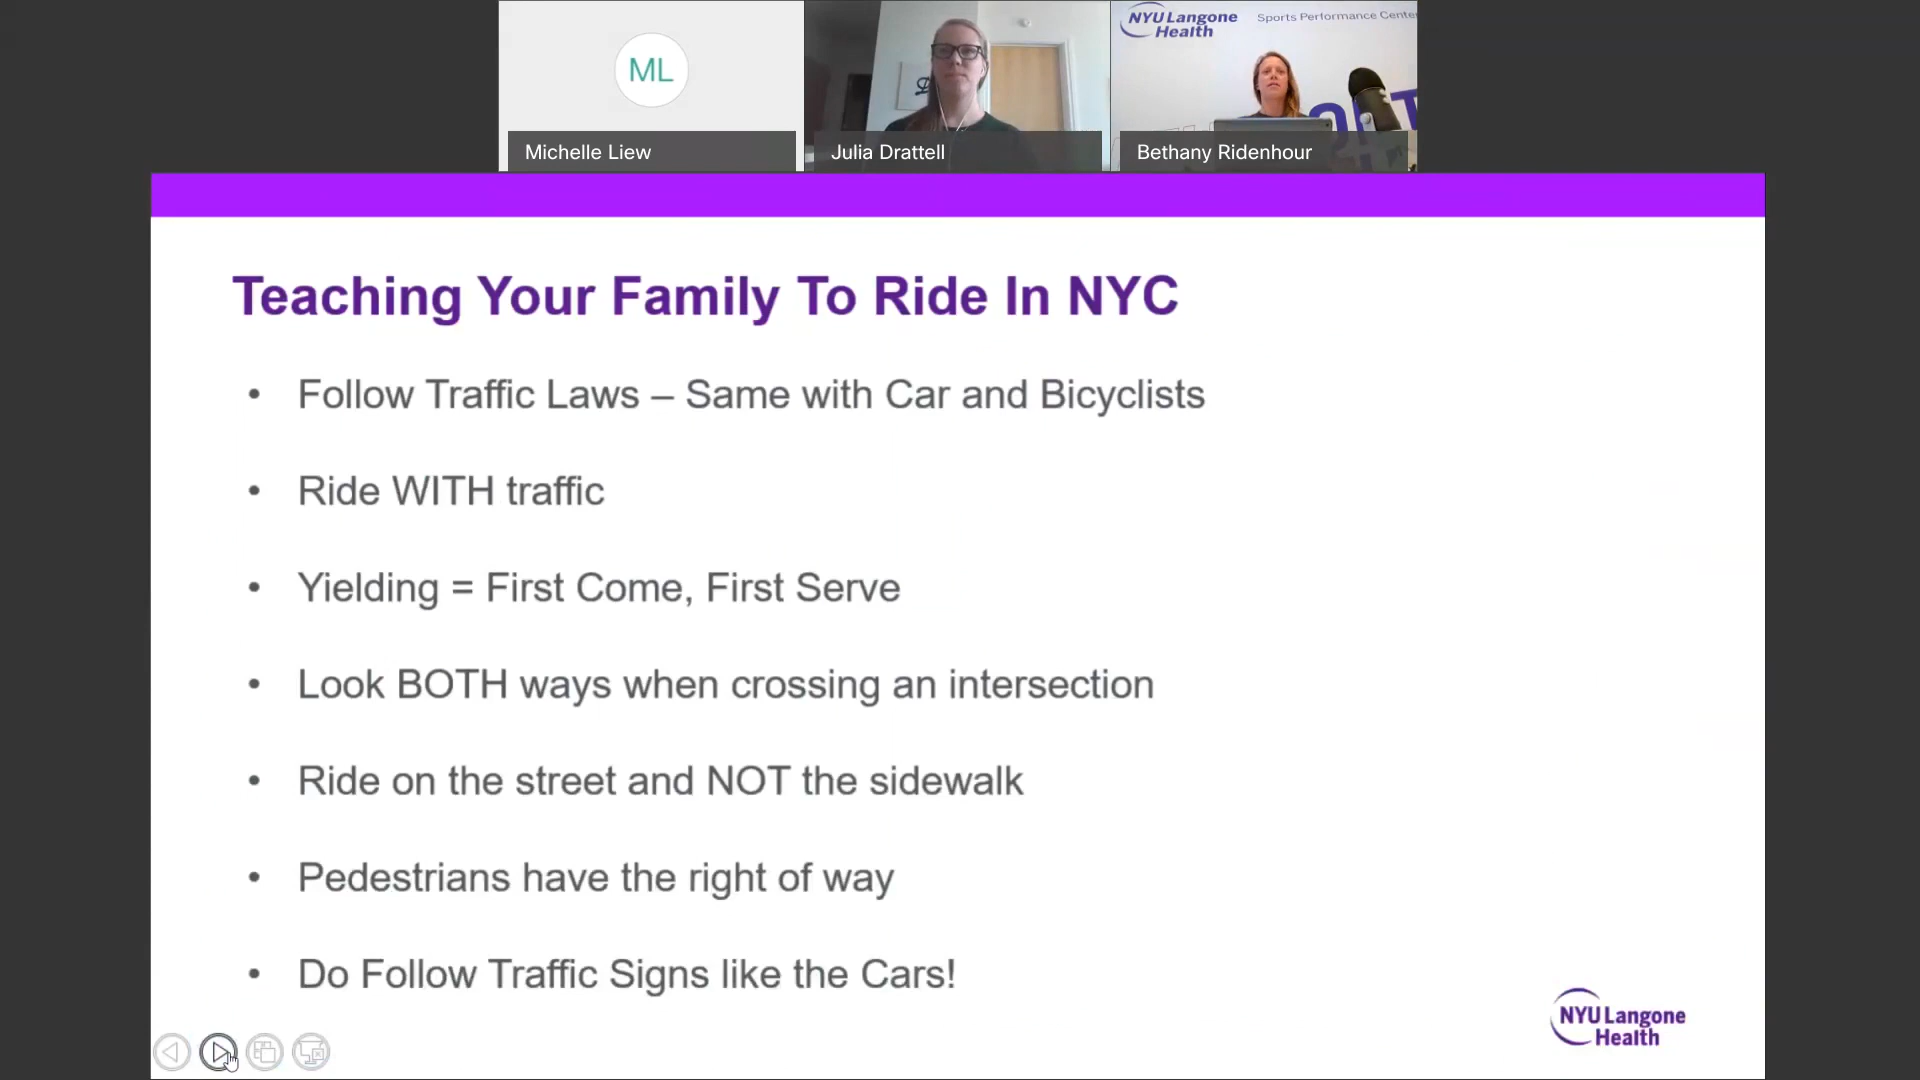 NYU Langone
Health
Sports Performance Cente
ML
Michelle Liew
Julia Drattell
Bethany Ridenhour
Teaching Your Family To Ride In NYC
• Follow Traffic Laws – Same with Car and Bicyclists
• Ride WITH traffic
• Yielding = First Come, First Serve
• Look BOTH ways when crossing an intersection
• Ride on the street and NOT the sidewalk
• Pedestrians have the right of way
• Do Follow Traffic Signs like the Cars!
NYU Langone
Health